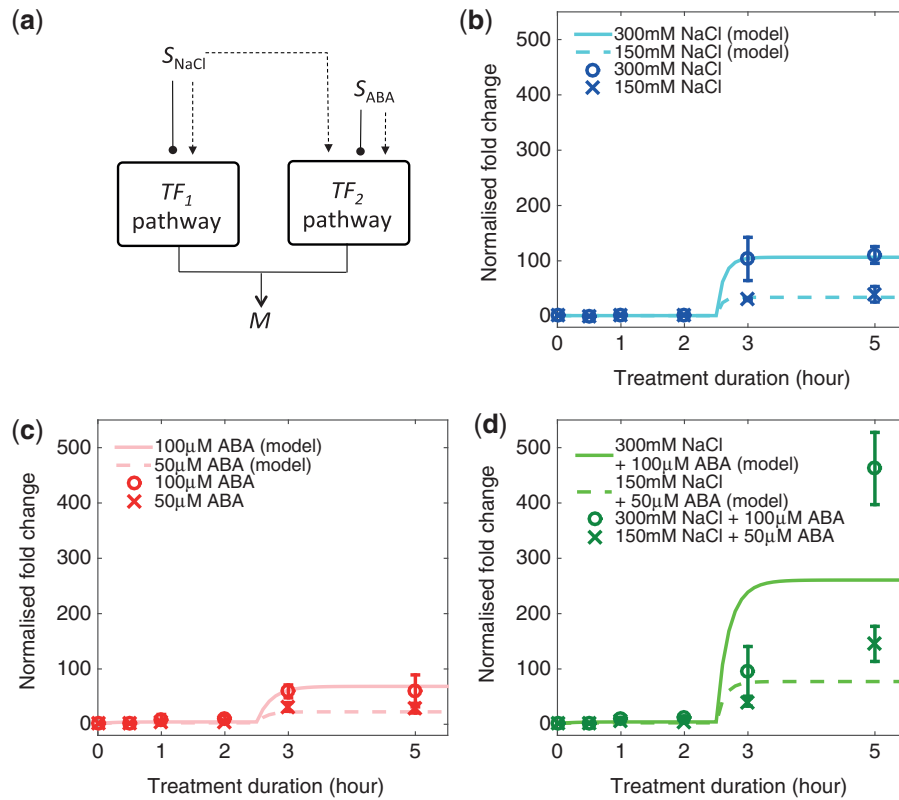 (a)
S_NaCl
S_ABA
TF_1
pathway
TF_2
pathway
M
(b)
300mM NaCl (model)
150mM NaCl (model)
300mM NaCl
150mM NaCl
Normalised fold change
500
400
300
200
100
0
0 1 2 3 5
Treatment duration (hour)
(c)
100μM ABA (model)
50μM ABA (model)
100μM ABA
50μM ABA
Normalised fold change
500
400
300
200
100
0
0 1 2 3 5
Treatment duration (hour)
(d)
300mM NaCl
+ 100μM ABA (model)
150mM NaCl
+ 50μM ABA (model)
300mM NaCl + 100μM ABA
150mM NaCl + 50μM ABA
Normalised fold change
500
400
300
200
100
0
0 1 2 3 5
Treatment duration (hour)